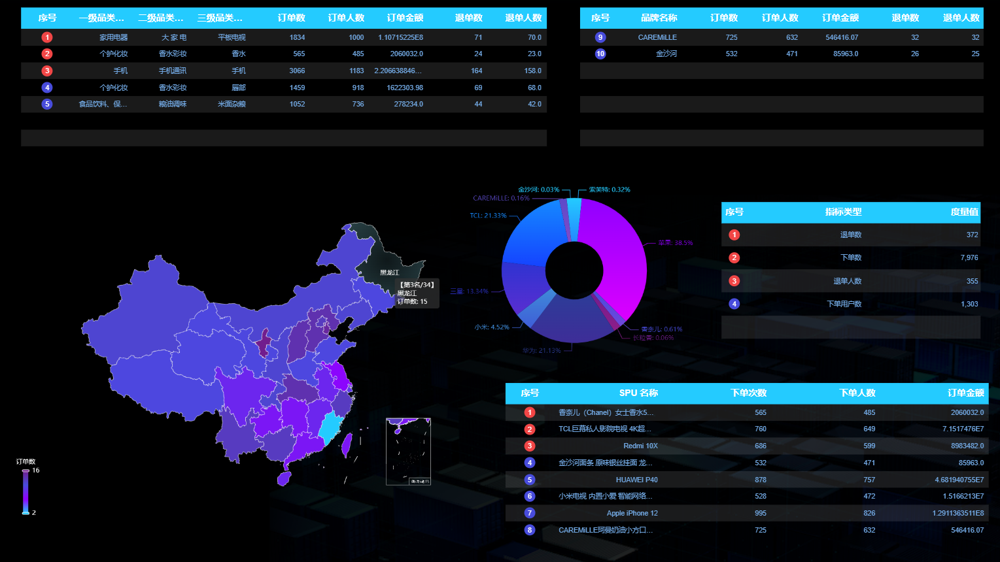 序号 一级品类... 二级品类... 三级品类... 订单数 订单人数 订单金额 退单数 退单人数
1 家用电器 大 家 电 平板电视 1834 1000 1.10715225E8 71 70.0
2 个护化妆 香水彩妆 香水 565 485 2060032.0 24 23.0
3 手机 手机通讯 手机 3066 1183 2.206638846... 164 158.0
4 个护化妆 香水彩妆 唇部 1459 918 1622303.98 69 68.0
5 食品饮料、保... 粮油调味 米面杂粮 1052 736 278234.0 44 42.0
序号 品牌名称 订单数 订单人数 订单金额 退单数 退单人数
9 CAREMiLLE 725 632 546416.07 32 32
10 金沙河 532 471 85963.0 26 25
黑龙江
【第3名/34】
黑龙江
订单数: 15
订单数
16
2
南海诸岛
金沙河: 0.03%
索芙特: 0.32%
CAREMiLLE: 0.16%
TCL: 21.33%
苹果: 38.5%
三星: 13.34%
小米: 4.52%
香奈儿: 0.61%
长粒香: 0.06%
华为: 21.13%
序号 指标类型 度量值
1 退单数 372
2 下单数 7,976
3 退单人数 355
4 下单用户数 1,303
序号 SPU 名称 下单次数 下单人数 订单金额
1 香奈儿（Chanel）女士香水5... 565 485 2060032.0
2 TCL巨幕私人影院电视 4K超... 760 649 7.1517476E7
3 Redmi 10X 686 599 8983482.0
4 金沙河面条 原味银丝挂面 龙... 532 471 85963.0
5 HUAWEI P40 878 757 4.681940755E7
6 小米电视 内置小爱 智能网络... 528 472 1.5166213E7
7 Apple iPhone 12 995 826 1.2911363511E8
8 CAREMiLLE珂曼奶油小方口... 725 632 546416.07